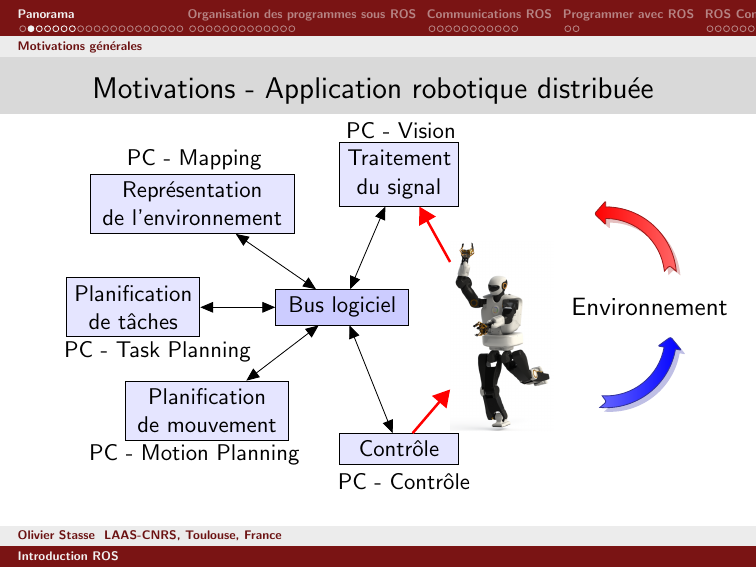 Panorama
Organisation des programmes sous ROS
Communications ROS
Programmer avec ROS
ROS Con
Motivations générales
Motivations - Application robotique distribuée
PC - Vision
Traitement
du signal
PC - Mapping
Représentation
de l'environnement
Planification
de tâches
PC - Task Planning
Bus logiciel
Environnement
Planification
de mouvement
PC - Motion Planning
Contrôle
PC - Contrôle
Olivier Stasse LAAS-CNRS, Toulouse, France
Introduction ROS